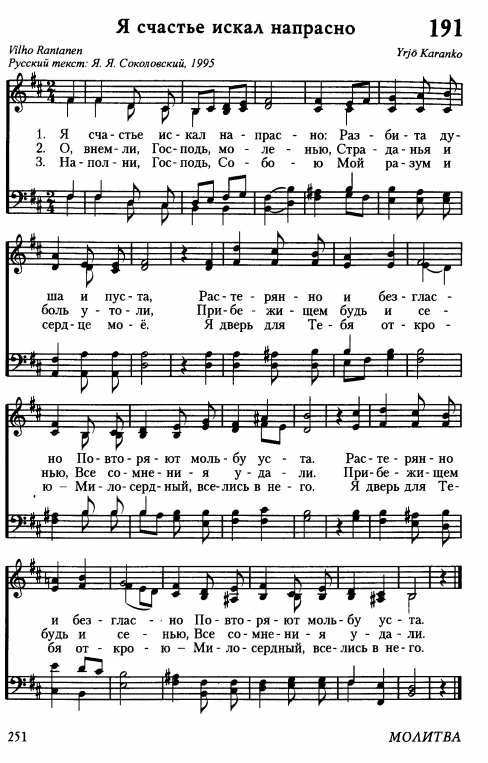 Я счастье искал напрасно 191
Vilho Rantanen
Русский текст: Я. Я. Соколовский, 1995
Yrjö Karanko
1. Я сча - стье ис - кал на - прас - но: Раз - би - та ду -
2. О, внем - ли, Гос - подь, мо - ле - нью, Стра - да - нья и
3. На - пол - ни, Гос - подь, Со - бо - ю Мой ра - зум и
ша и пус - та, Рас - те - рян - но и без - глас -
боль у - то - ли, При - бе - жи - щем будь и се -
серд - це мо - ё. Я дверь для Те - бя от - кро -
но По - вто - ря - ют моль - бу ус - та. Рас - те - рян - но
нью, Все со - мне - ни - я у - да - ли. При - бе - жи - щем
ю – Ми - ло - серд - ный, все - лись в не - го. Я дверь для Те -
и без - глас - но По - вто - ря - ют моль - бу ус - та.
будь и се - нью, Все со - мне - ни - я у - да - ли.
бя от - кро - ю – Ми - ло - серд - ный, все - лись в не - го.
251 МОЛИТВА